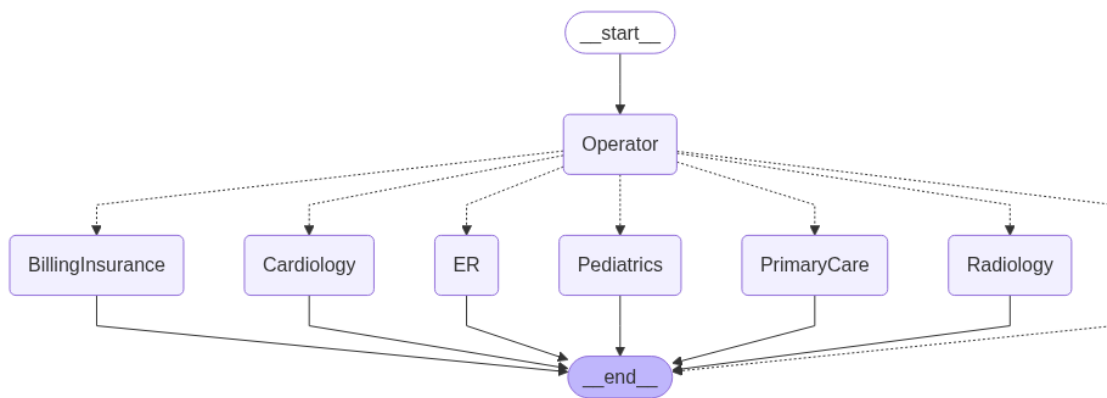 __start__
Operator
BillingInsurance
Cardiology
ER
Pediatrics
PrimaryCare
Radiology
__end__